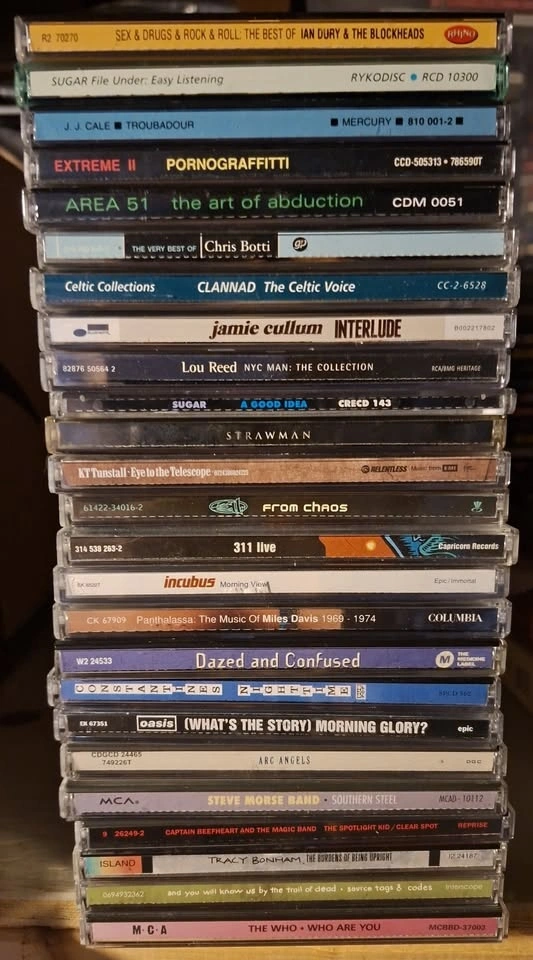 R2 70270 SEX & DRUGS & ROCK & ROLL: THE BEST OF IAN DURY & THE BLOCKHEADS RHINO
SUGAR File Under: Easy Listening RYKODISC • RCD 10300
J. J. CALE ■ TROUBADOUR ■ MERCURY ■ 810 001-2 ■
EXTREME II PORNOGRAFFITTI CCD-505313 • 786590T
AREA 51 the art of abduction CDM 0051
THE VERY BEST OF Chris Botti
Celtic Collections CLANNAD The Celtic Voice CC-2-6528
jamie cullum INTERLUDE B002217802
82876 50564 2 Lou Reed NYC MAN: THE COLLECTION RCA/BMG HERITAGE
SUGAR A GOOD IDEA CRECD 143
STRAWMAN
KT Tunstall · Eye to the Telescope RELENTLESS Music from EMI
61422-34016-2 311 FROM CHAOS
314 538 263-2 311 live Capricorn Records
incubus Morning View Epic/Immortal
CK 67909 Panthalassa: The Music Of Miles Davis 1969 - 1974 COLUMBIA
W2 24533 Dazed and Confused M THE MEDICINE LABEL
CONSTANTINES NIGHTTIME
EK 67351 oasis (WHAT'S THE STORY) MORNING GLORY? epic
CDGCD 24465
749226T ARC ANGELS
MCA. STEVE MORSE BAND • SOUTHERN STEEL MCAD-10112
9 26249-2 CAPTAIN BEEFHEART AND THE MAGIC BAND THE SPOTLIGHT KID / CLEAR SPOT REPRISE
ISLAND TRACY BONHAM THE BURDENS OF BEING UPRIGHT
0694932362 and you will know us by the trail of dead • source tags & codes Interscope
M·C·A THE WHO • WHO ARE YOU MCBBD-37003